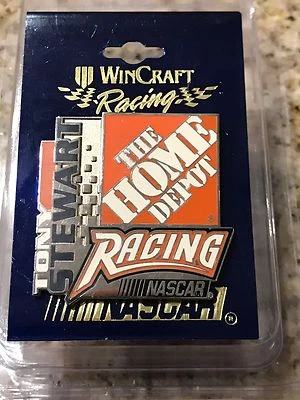 WINCRAFT
Racing
TONY
STEWART
THE
HOME
DEPOT
®
RACING
NASCAR
NASCAR ®